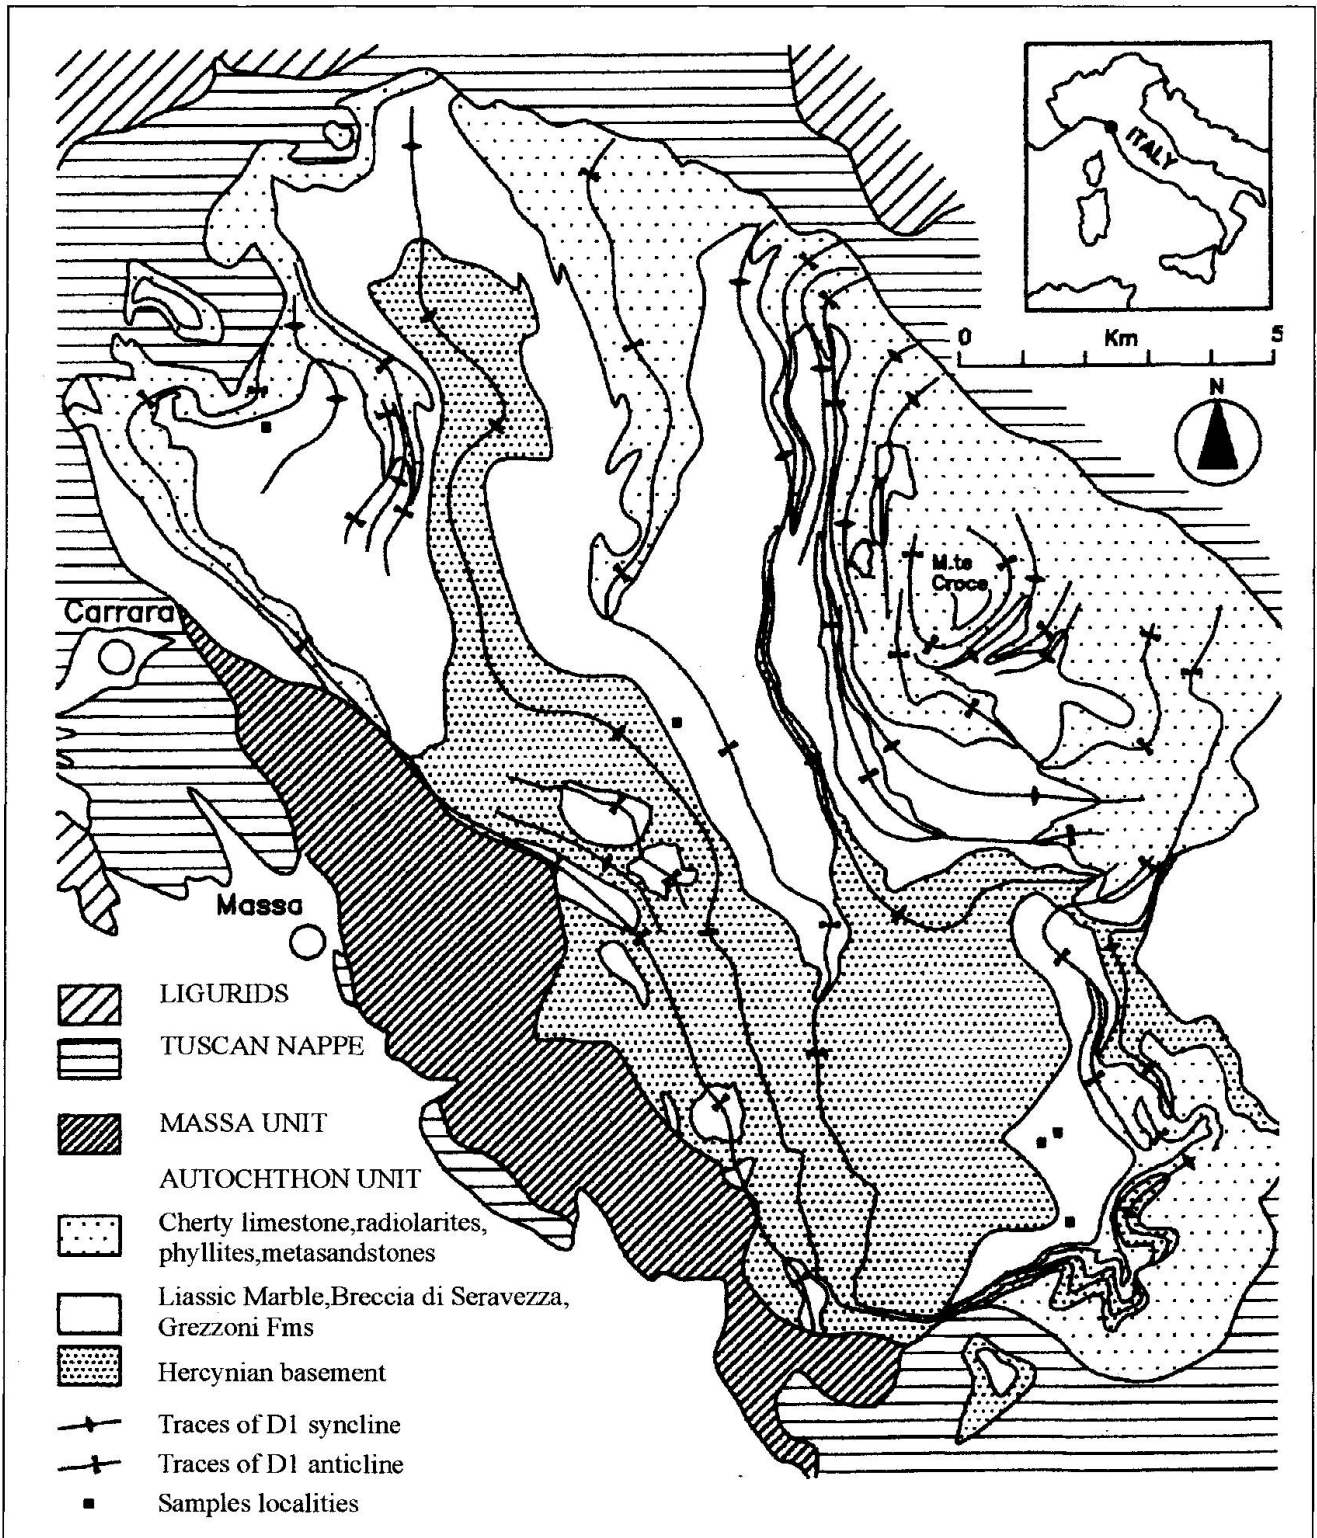 ITALY
0 Km 5
N
M.te
Croce
Carrara
Massa
LIGURIDS
TUSCAN NAPPE
MASSA UNIT
AUTOCHTHON UNIT
Cherty limestone,radiolarites,
phyllites,metasandstones
Liassic Marble,Breccia di Seravezza,
Grezzoni Fms
Hercynian basement
Traces of D1 syncline
Traces of D1 anticline
Samples localities